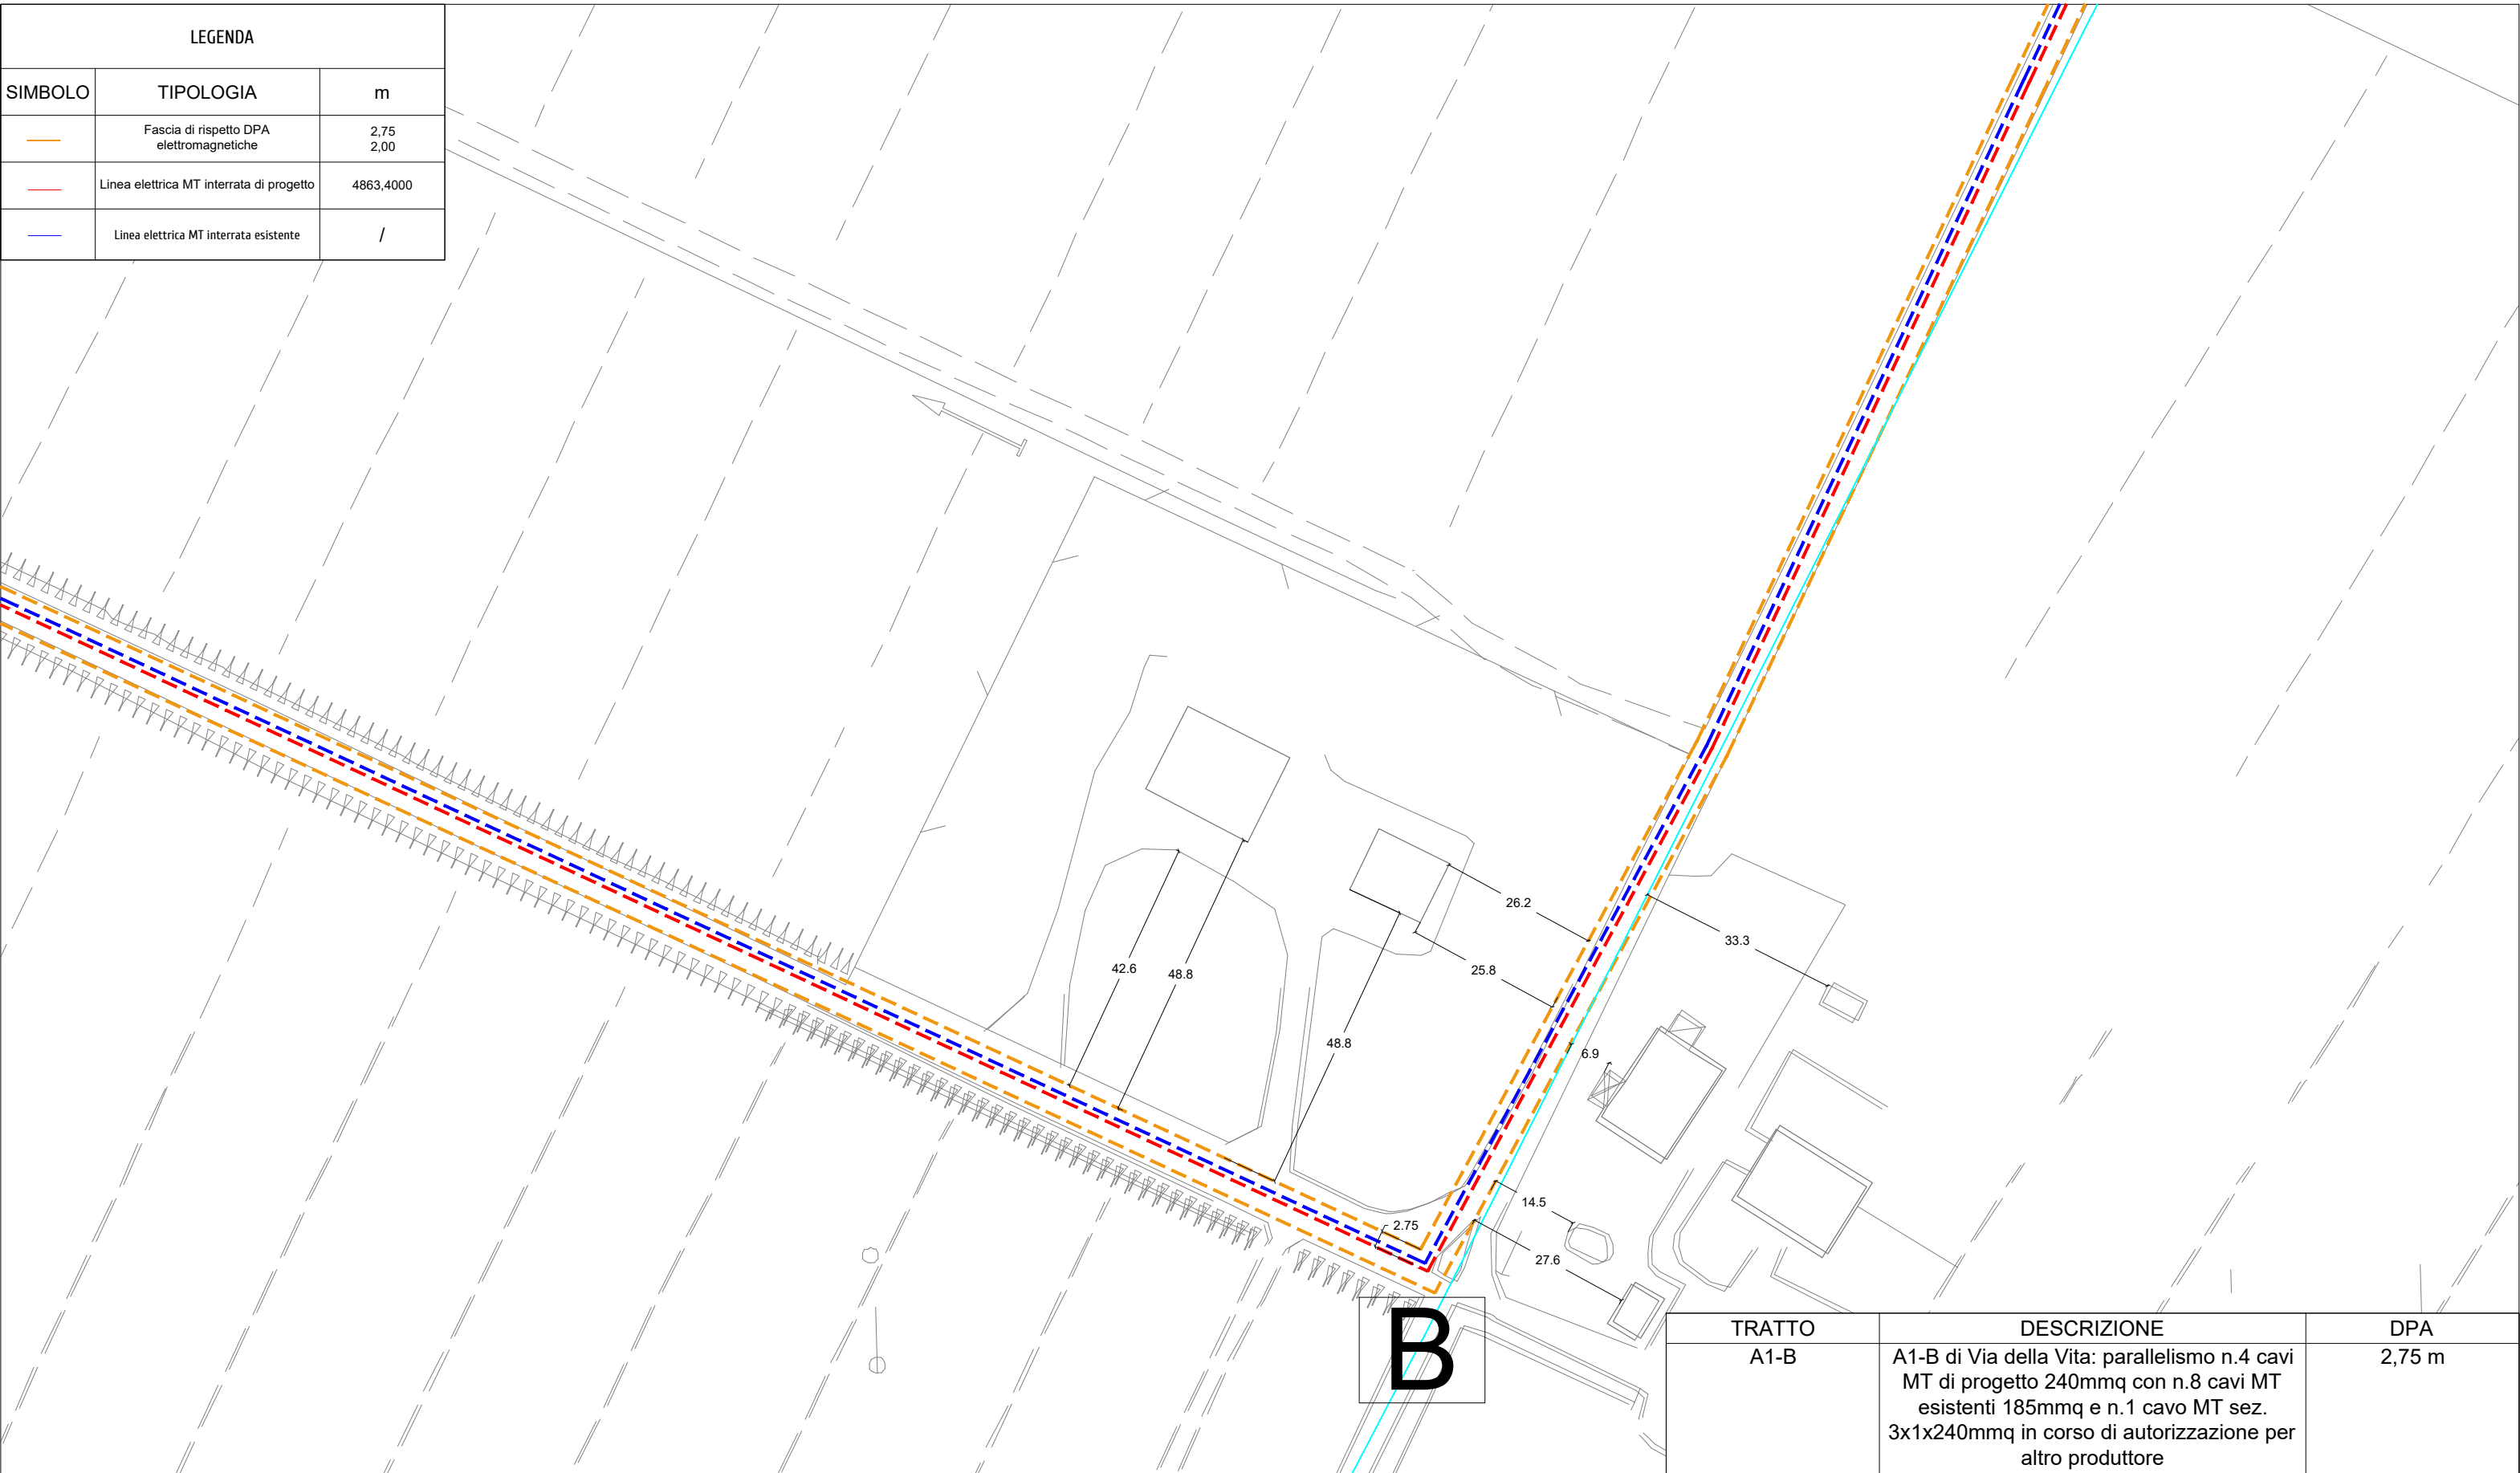 LEGENDA
SIMBOLO TIPOLOGIA m
Fascia di rispetto DPA
elettromagnetiche
2,75
2,00
Linea elettrica MT interrata di progetto 4863,4000
Linea elettrica MT interrata esistente /
26.2
33.3
42.6
48.8
25.8
48.8
6.9
14.5
2.75
27.6
B
TRATTO DESCRIZIONE DPA
A1-B
A1-B di Via della Vita: parallelismo n.4 cavi
MT di progetto 240mmq con n.8 cavi MT
esistenti 185mmq e n.1 cavo MT sez.
3x1x240mmq in corso di autorizzazione per
altro produttore
2,75 m